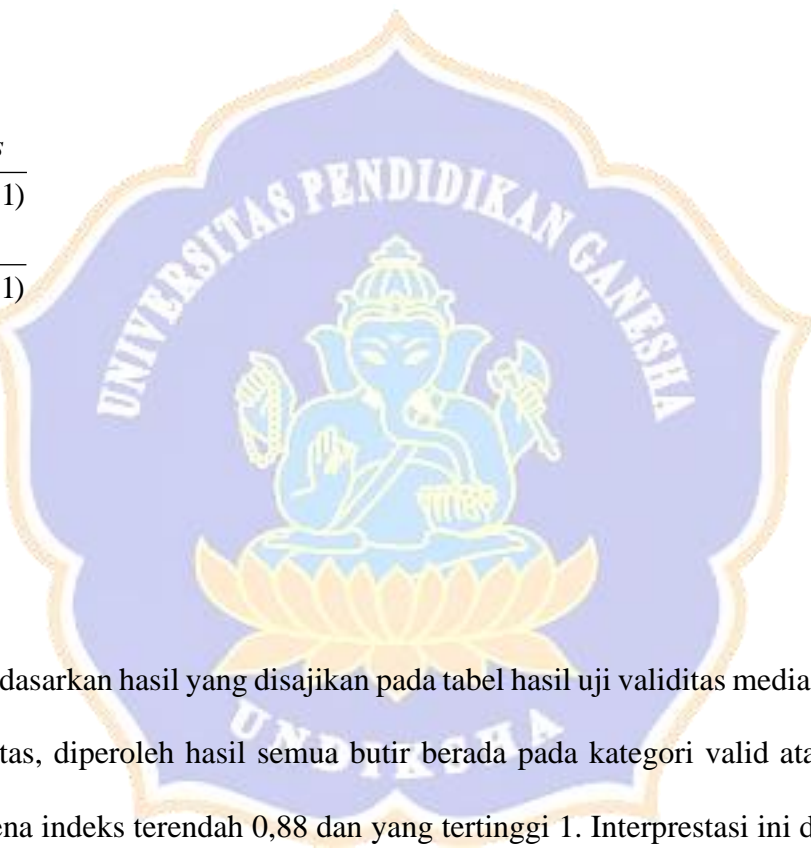 s
1)
1)
UNIVERSITAS PENDIDIKAN GANESHA
UNDIKSHA
dasarkan hasil yang disajikan pada tabel hasil uji validitas media
tas, diperoleh hasil semua butir berada pada kategori valid ata
ena indeks terendah 0,88 dan yang tertinggi 1. Interprestasi ini d